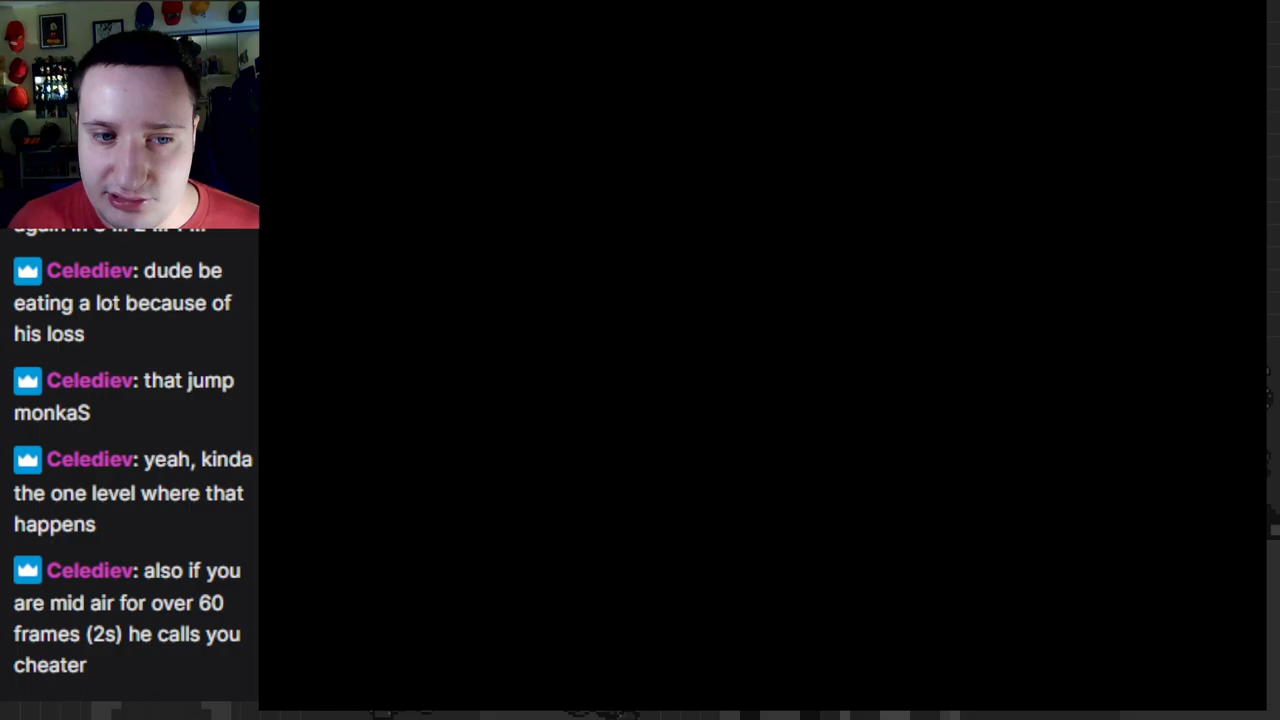 Celediev: dude be
eating a lot because of
his loss
Celediev: that jump
monkaS
Celediev: yeah, kinda
the one level where that
happens
Celediev: also if you
are mid air for over 60
frames (2s) he calls you
cheater